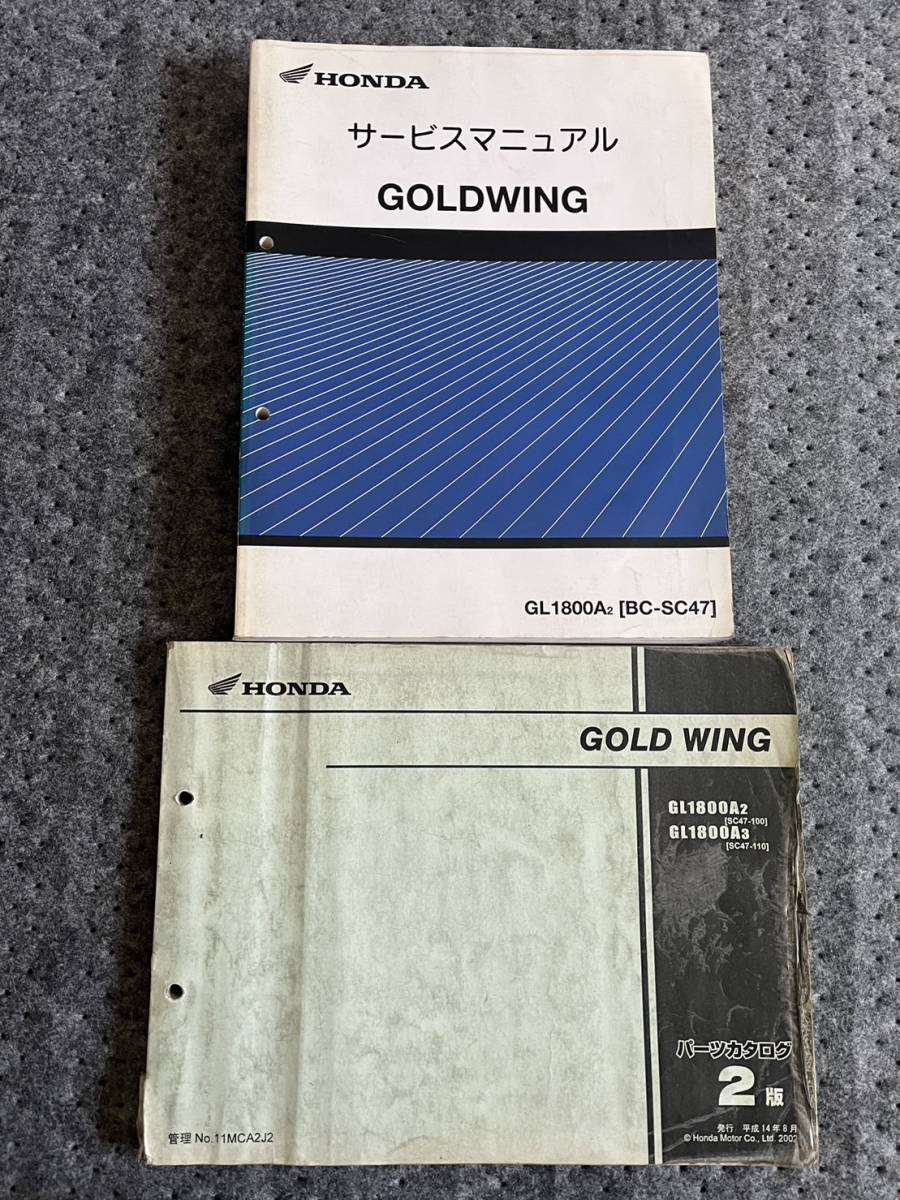 HONDA
サービスマニュアル
GOLDWING
GL1800A2 [BC-SC47]
HONDA
GOLD WING
GL1800A2
[SC47-100]
GL1800A3
[SC47-110]
パーツカタログ
2版
発行 平成14年8月
© Honda Motor Co., Ltd. 2002
管理 No.11MCA2J2